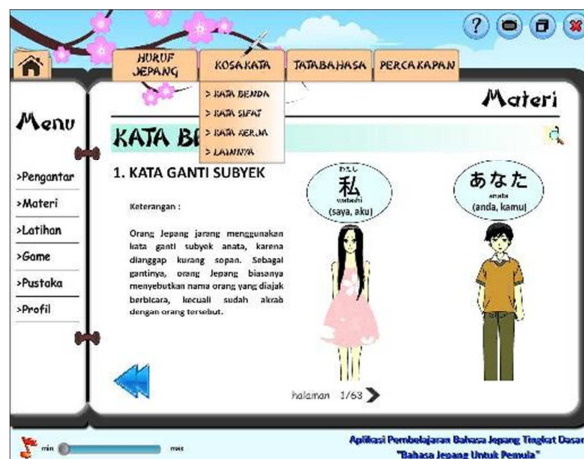 ?
HURUF
JEPANG
KOSAKATA
TATABAHASA
PERCAKAPAN
> KATA BENDA
> KATA SIFAT
> KATA KERJA
> LAINNYA
Materi
Menu
>Pengantar
>Materi
>Latihan
>Game
>Pustaka
>Profil
KATA BE
1. KATA GANTI SUBYEK
Keterangan :
Orang Jepang jarang menggunakan
kata ganti subyek anata, karena
dianggap kurang sopan. Sebagai
gantinya, orang Jepang biasanya
menyebutkan nama orang yang diajak
berbicara, kecuali sudah akrab
dengan orang tersebut.
わたし
私
watashi
(saya, aku)
あなた
anata
(anda, kamu)
halaman 1/63
min
max
Aplikasi Pembelajaran Bahasa Jepang Tingkat Dasar
"Bahasa Jepang Untuk Pemula"